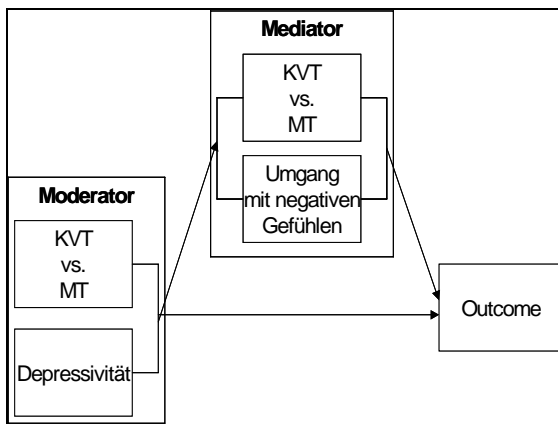 Mediator
KVT
vs.
MT
Umgang
mit negativen
Gefühlen
Moderator
KVT
vs.
MT
Depressivität
Outcome